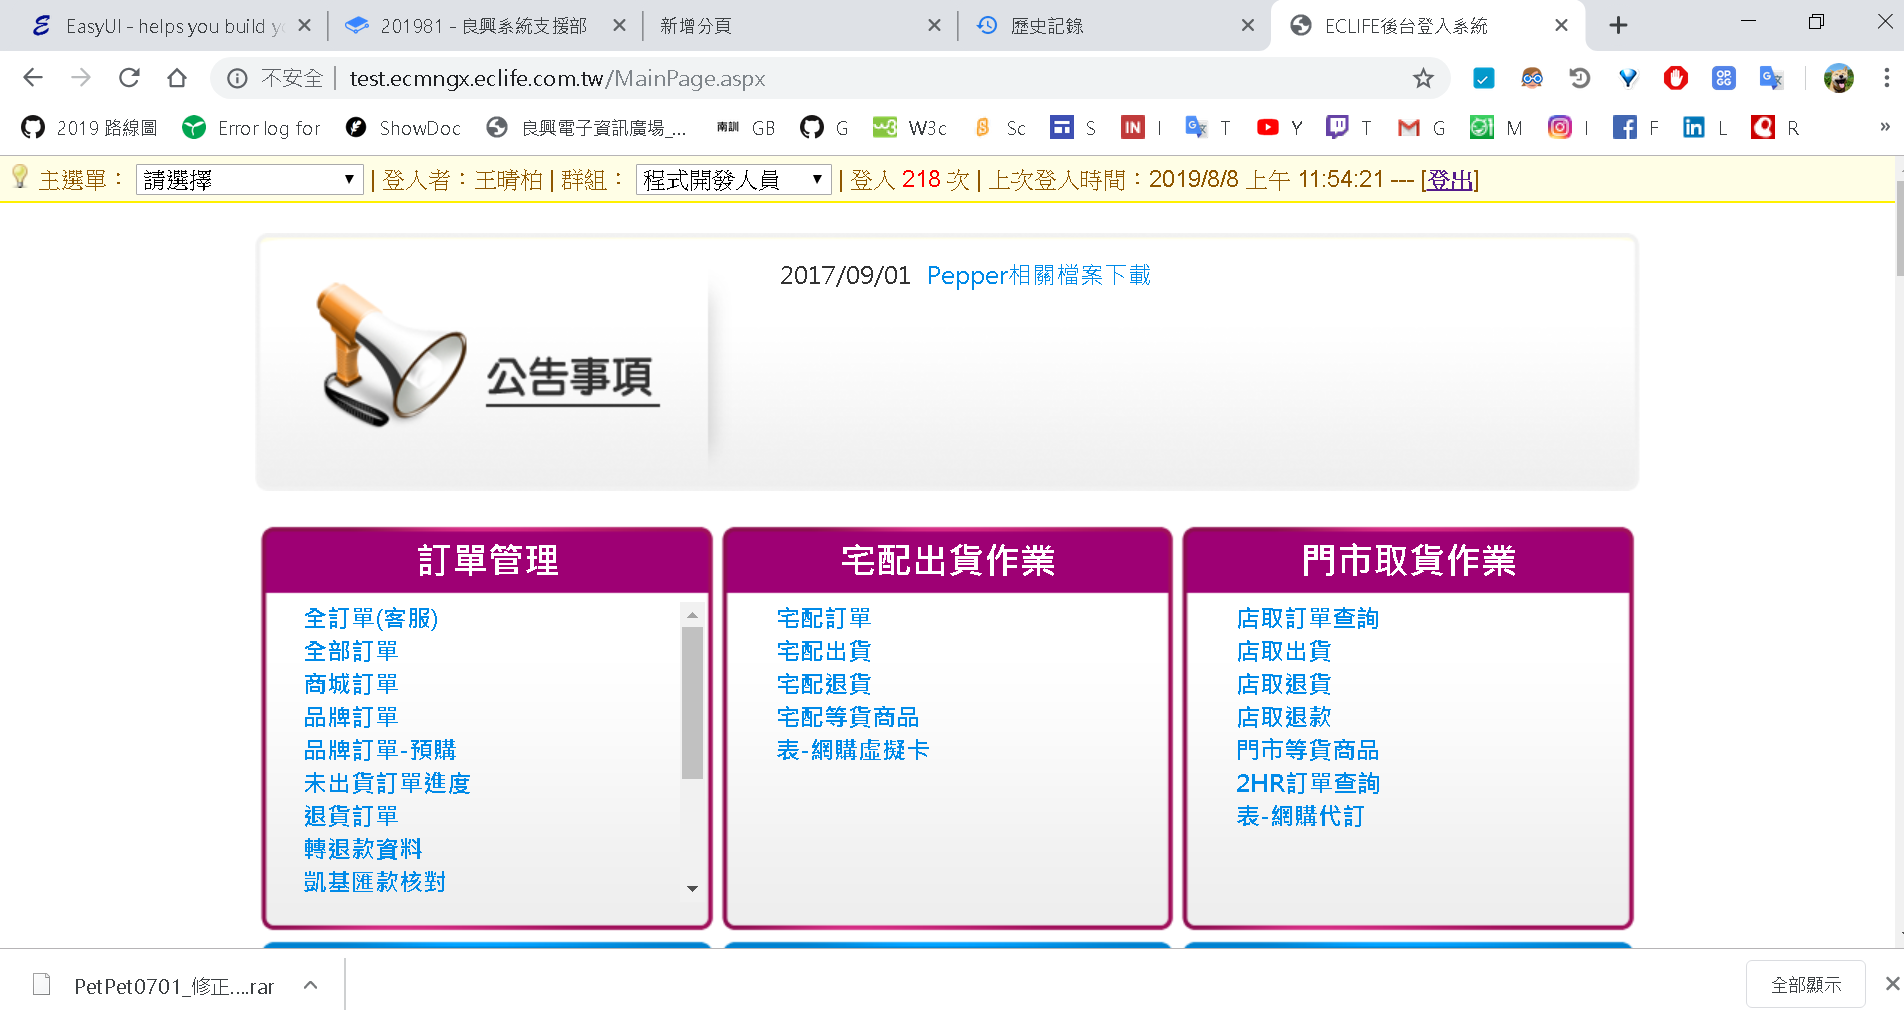 EasyUI - helps you build y
201981 - 良興系統支援部
新增分頁
歷史記錄
ECLIFE後台登入系統
不安全 | test.ecmngx.eclife.com.tw/MainPage.aspx
2019 路線圖 Error log for ShowDoc 良興電子資訊廣場_... 南訓 GB G W3c Sc S I T Y T G M I F L R »
主選單： 請選擇 | 登入者：王晴柏 | 群組： 程式開發人員 | 登入 218 次 | 上次登入時間：2019/8/8 上午 11:54:21 --- [登出]
公告事項
2017/09/01 Pepper相關檔案下載
訂單管理
全訂單(客服)
全部訂單
商城訂單
品牌訂單
品牌訂單-預購
未出貨訂單進度
退貨訂單
轉退款資料
凱基匯款核對
宅配出貨作業
宅配訂單
宅配出貨
宅配退貨
宅配等貨商品
表-網購虛擬卡
門市取貨作業
店取訂單查詢
店取出貨
店取退貨
店取退款
門市等貨商品
2HR訂單查詢
表-網購代訂
PetPet0701_修正....rar
全部顯示